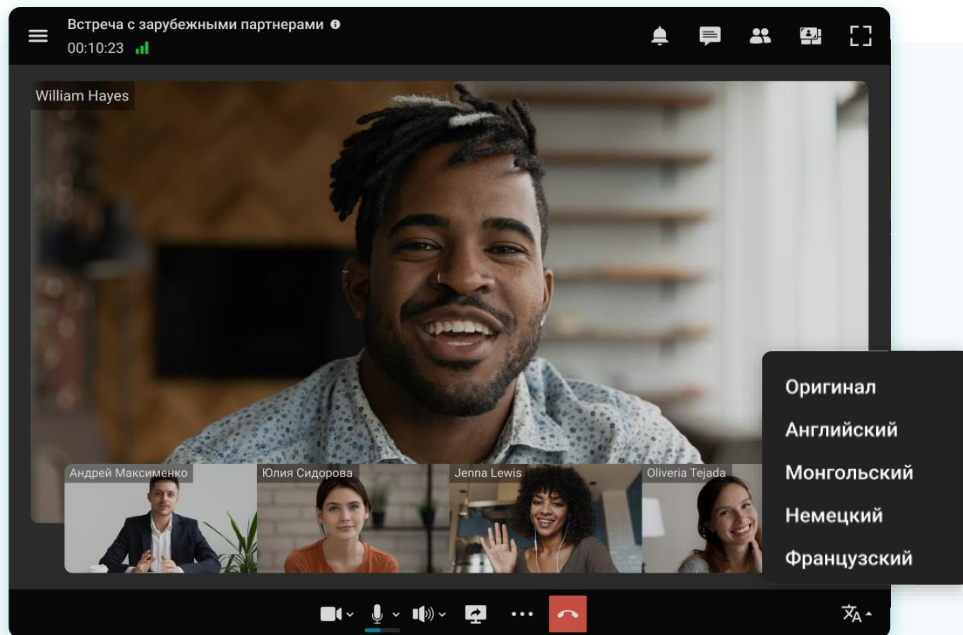 Встреча с зарубежными партнерами
00:10:23
William Hayes
Андрей Максименко
Юлия Сидорова
Jenna Lewis
Oliveria Tejada
Оригинал
Английский
Монгольский
Немецкий
Французский